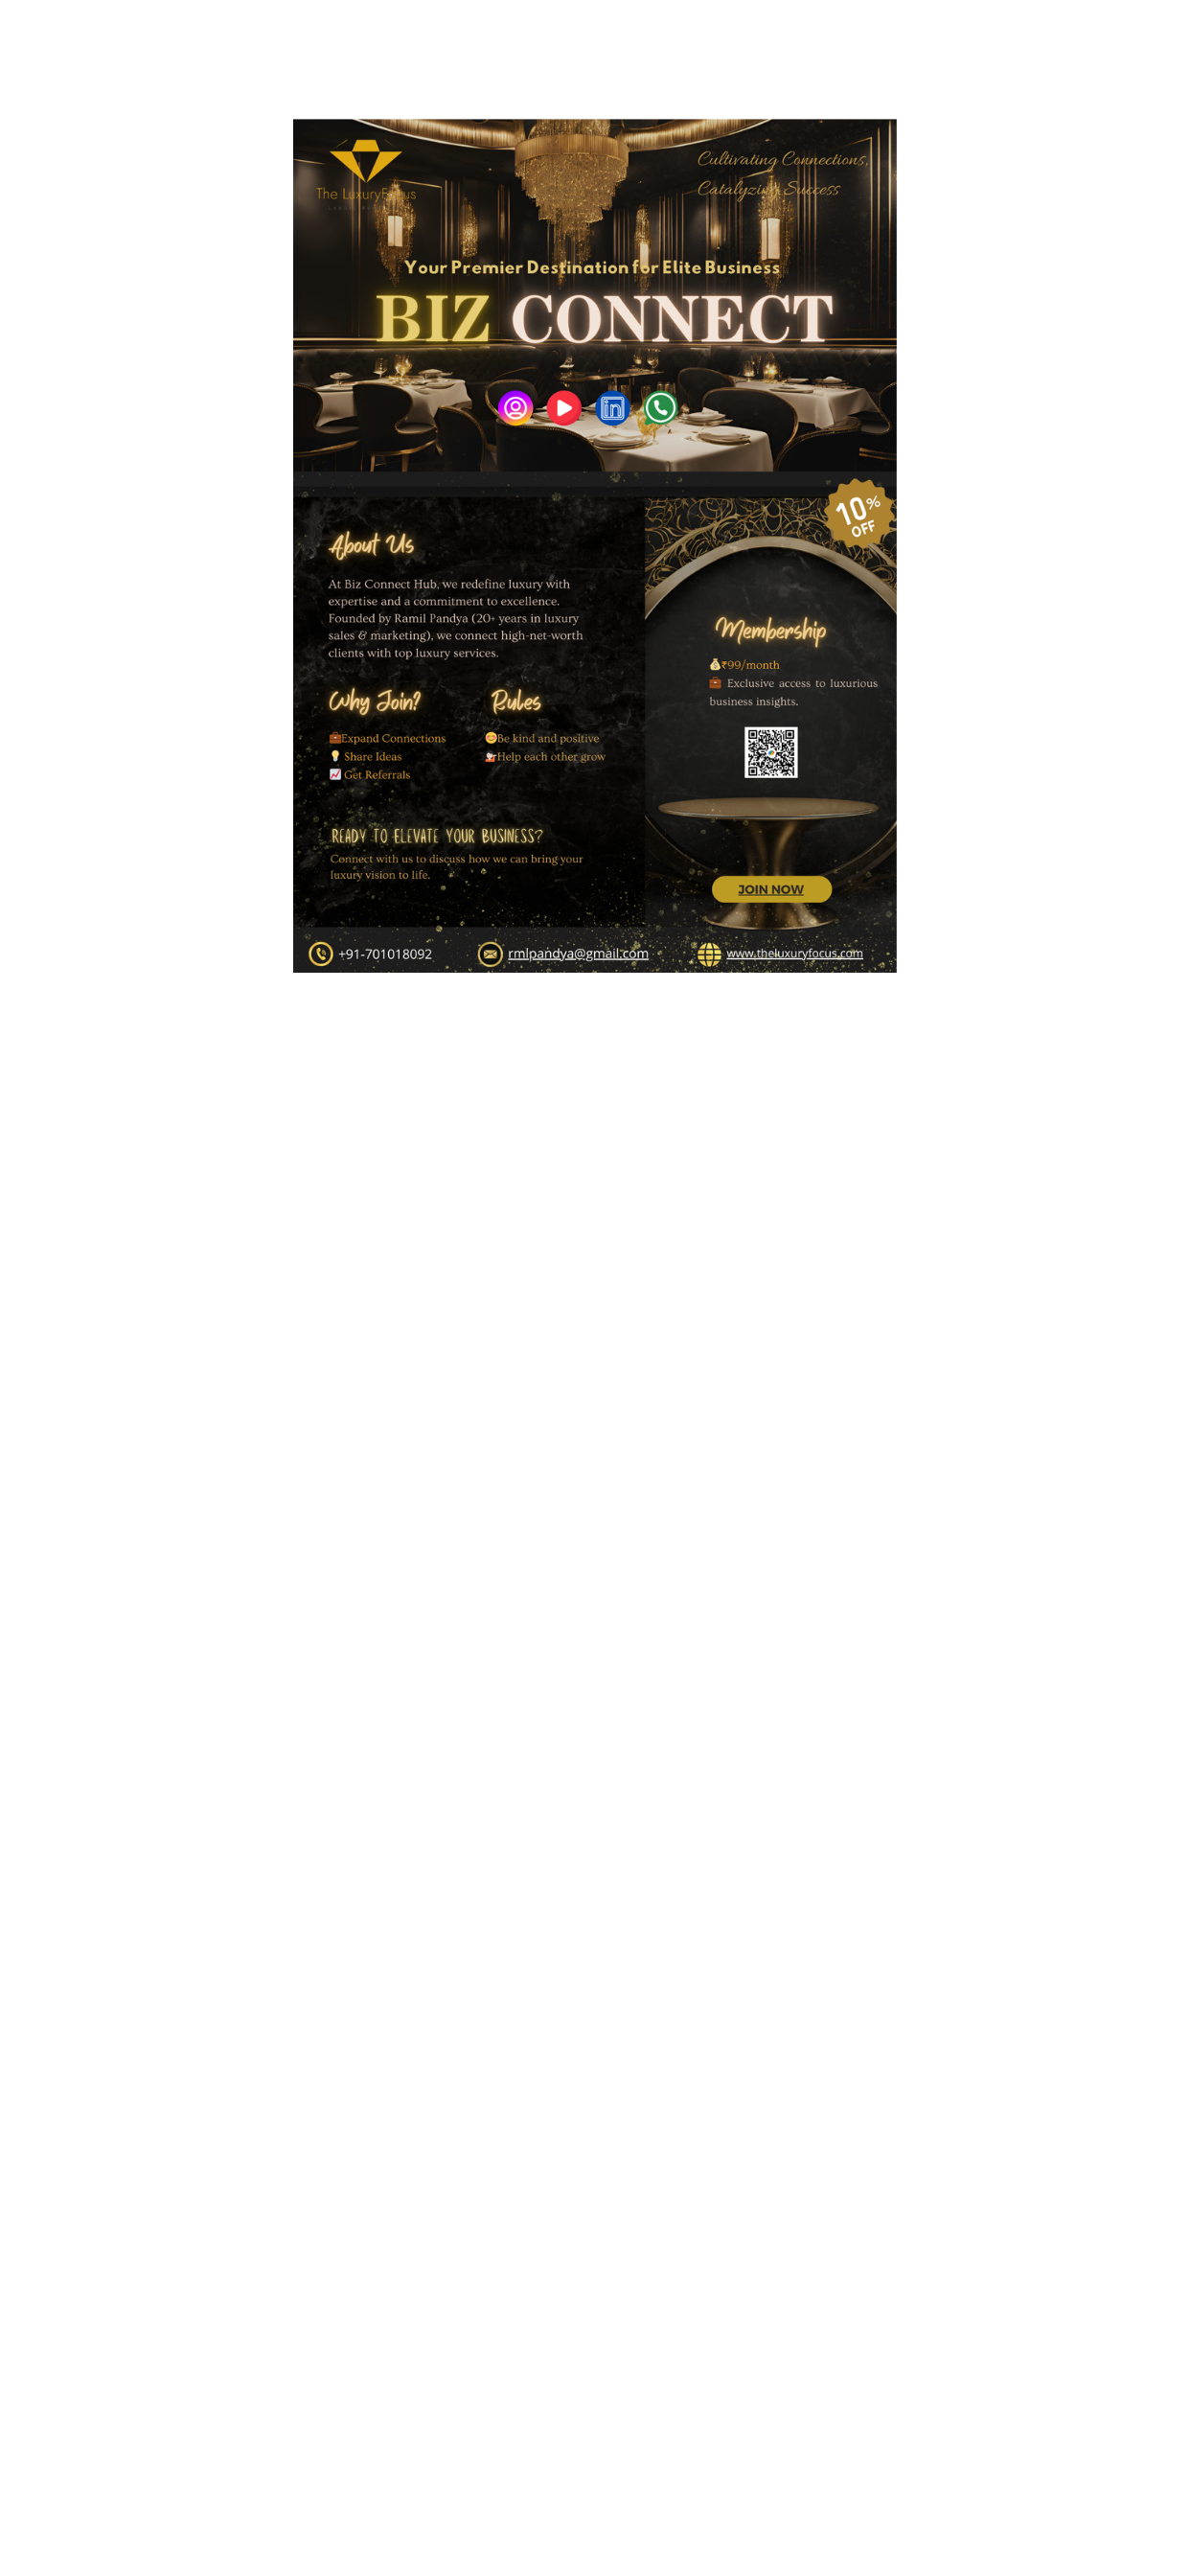 The LuxuryFocus
Cultivating Connections,
Catalyzing Success
Your Premier Destination for Elite Business
BIZ CONNECT
10%
OFF
About Us
At Biz Connect Hub, we redefine luxury with
expertise and a commitment to excellence.
Founded by Ramil Pandya (20+ years in luxury
sales & marketing), we connect high-net-worth
clients with top luxury services.
Why Join?
💼Expand Connections
💡 Share Ideas
📈 Get Referrals
Rules
😊Be kind and positive
Help each other grow
READY TO ELEVATE YOUR BUSINESS?
Connect with us to discuss how we can bring your
luxury vision to life.
Membership
💰₹99/month
💼 Exclusive access to luxurious
business insights.
JOIN NOW
+91-701018092
rmlpandya@gmail.com
www.theluxuryfocus.com